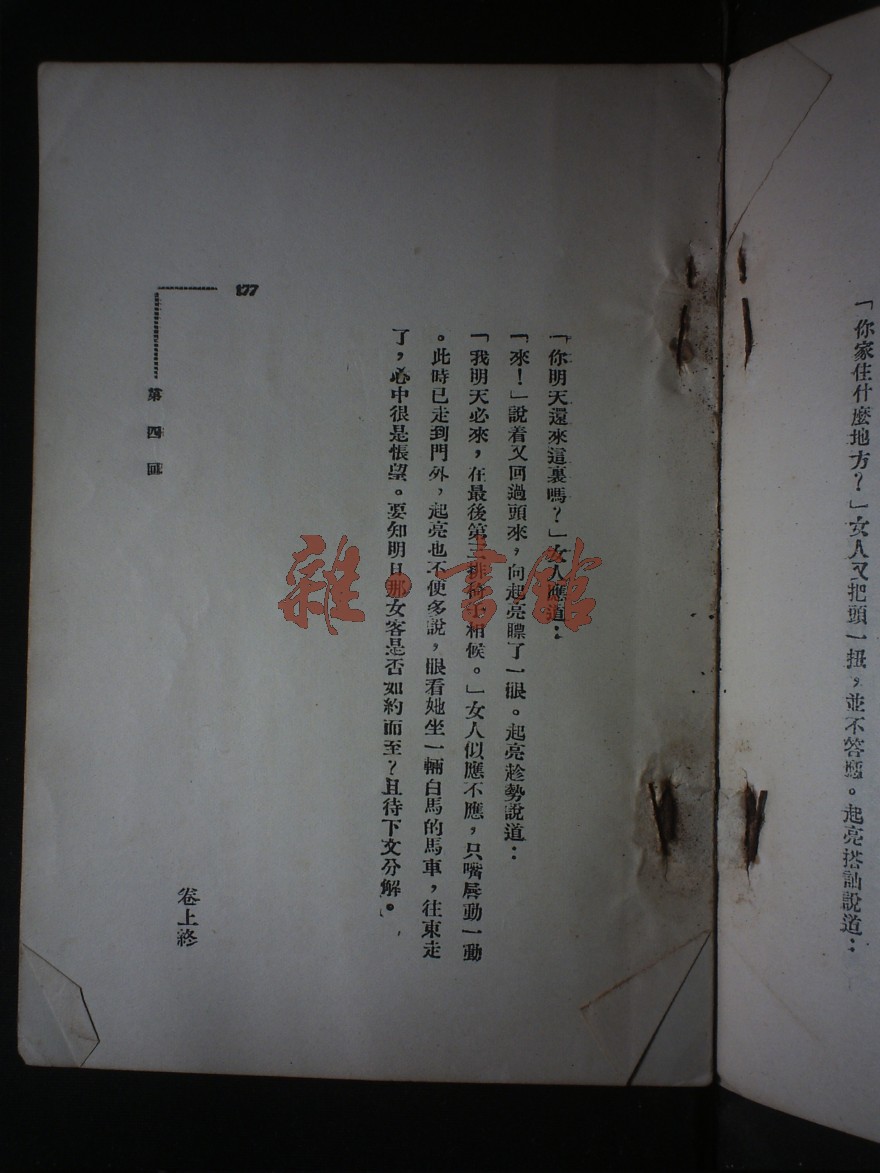 「你家住什麼地方？」女人又把頭一扭，並不答應。起亮搭訕說道：
「你明天還來這裏嗎？」女人應道：
「來！」說着又回過頭來，向起亮瞟了一眼。起亮趁勢說道：
「我明天必來，在最後第三排椅子相候。」女人似應不應，只嘴唇動一動
。此時已走到門外，起亮也不便多說，眼看她坐一輛白馬的馬車，往東走
了，心中很是悵望。要知明日那女客是否如約而至？且待下文分解。
卷上終
177
第四回
雜·書館